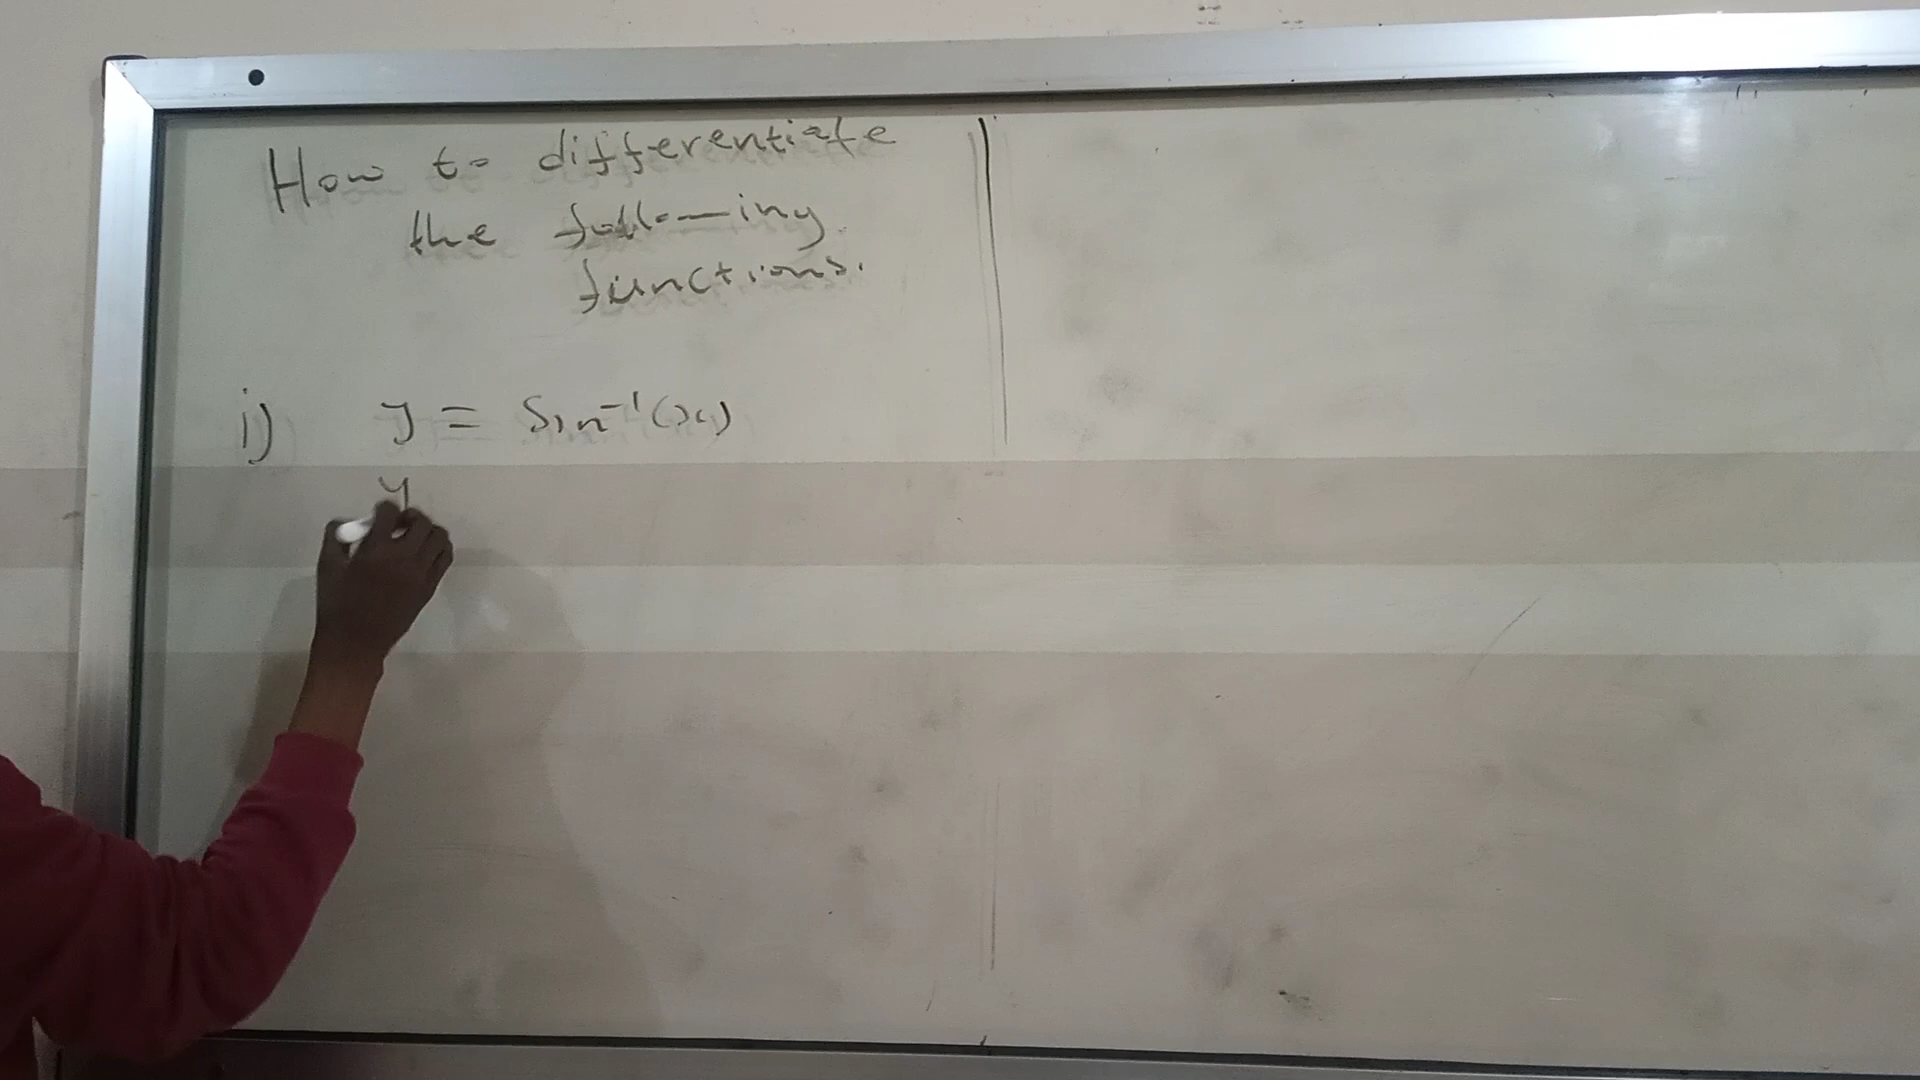 How to differentiate
the following
functions.
i) y = Sin⁻¹(x)
y